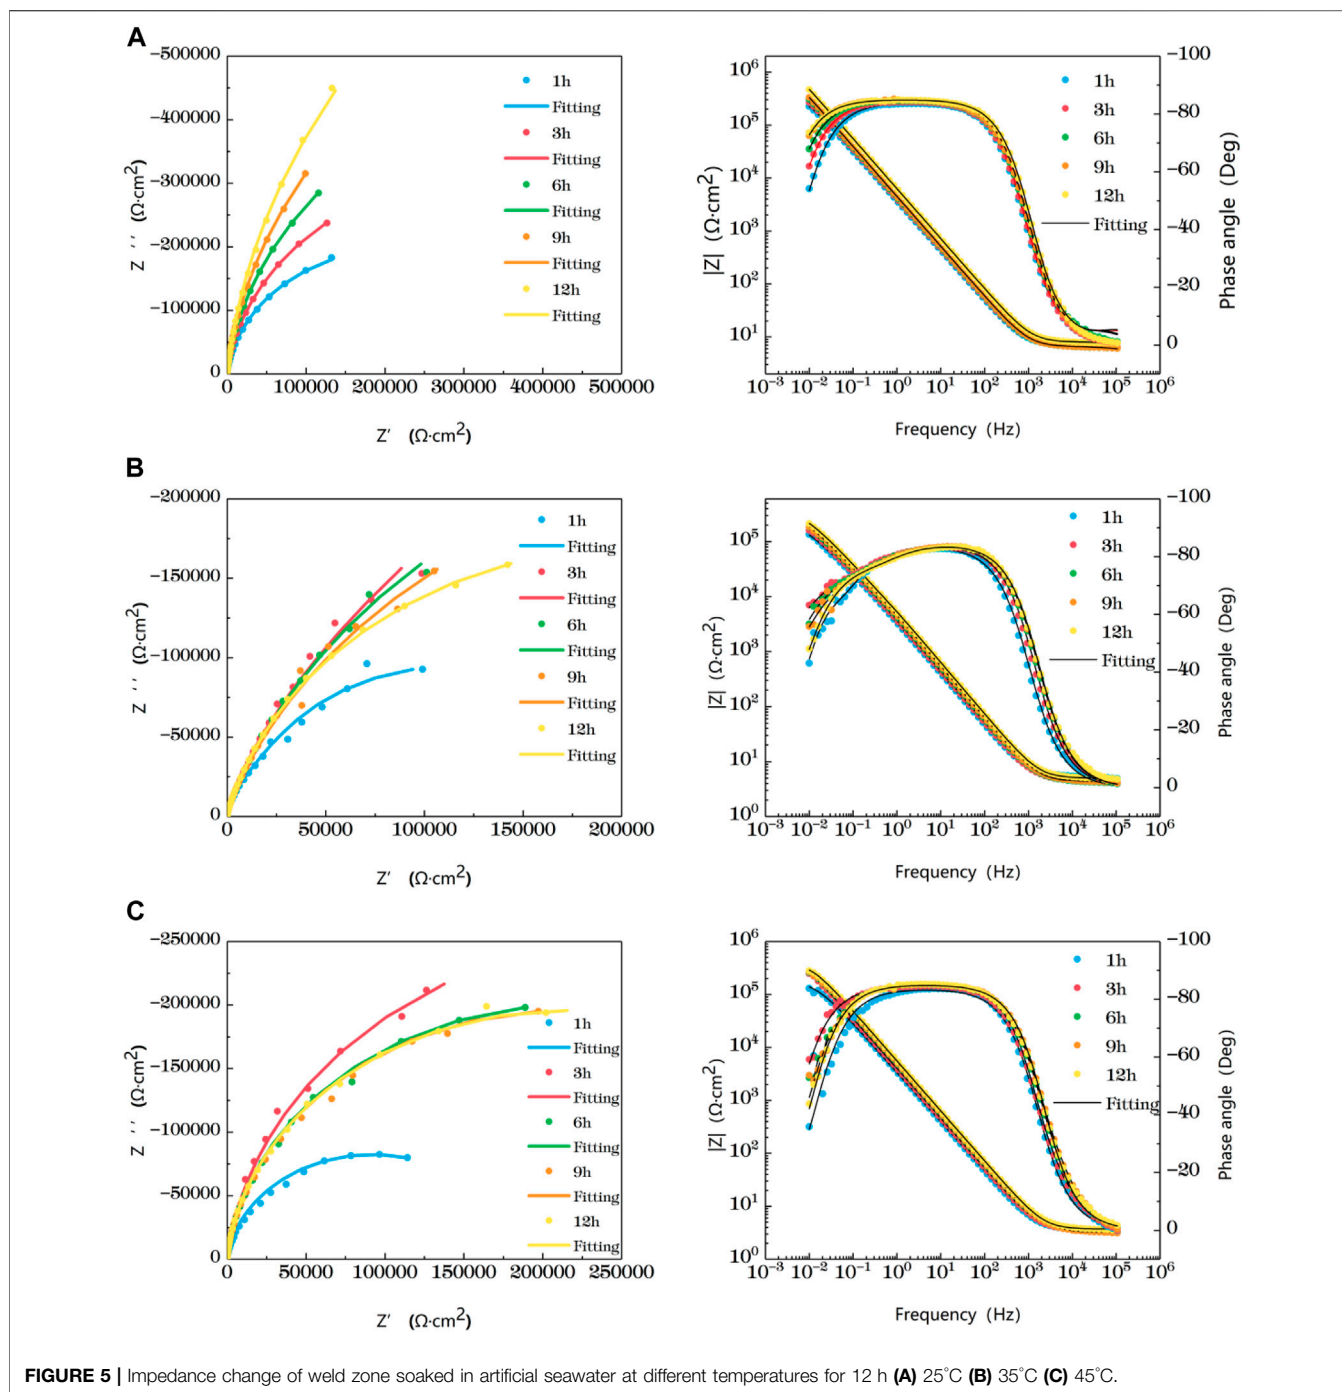 A
−500000
−400000
−300000
−200000
−100000
0
Z ′′ (Ω·cm²)
0 100000 200000 300000 400000 500000
Z′ (Ω·cm²)
1h
Fitting
3h
Fitting
6h
Fitting
9h
Fitting
12h
Fitting
10⁶
10⁵
10⁴
10³
10²
10¹
|Z| (Ω·cm²)
10⁻³ 10⁻² 10⁻¹ 10⁰ 10¹ 10² 10³ 10⁴ 10⁵ 10⁶
Frequency (Hz)
1h
3h
6h
9h
12h
Fitting
−100
−80
−60
−40
−20
0
Phase angle (Deg)
B
−200000
−150000
−100000
−50000
0
Z ′′ (Ω·cm²)
0 50000 100000 150000 200000
Z′ (Ω·cm²)
1h
Fitting
3h
Fitting
6h
Fitting
9h
Fitting
12h
Fitting
10⁵
10⁴
10³
10²
10¹
10⁰
|Z| (Ω·cm²)
10⁻³ 10⁻² 10⁻¹ 10⁰ 10¹ 10² 10³ 10⁴ 10⁵ 10⁶
Frequency (Hz)
1h
3h
6h
9h
12h
Fitting
−100
−80
−60
−40
−20
0
Phase angle (Deg)
C
−250000
−200000
−150000
−100000
−50000
0
Z ′′ (Ω·cm²)
0 50000 100000 150000 200000 250000
Z′ (Ω·cm²)
1h
Fitting
3h
Fitting
6h
Fitting
9h
Fitting
12h
Fitting
10⁶
10⁵
10⁴
10³
10²
10¹
10⁰
|Z| (Ω·cm²)
10⁻³ 10⁻² 10⁻¹ 10⁰ 10¹ 10² 10³ 10⁴ 10⁵ 10⁶
Frequency (Hz)
1h
3h
6h
9h
12h
Fitting
−100
−80
−60
−40
−20
0
Phase angle (Deg)
FIGURE 5 | Impedance change of weld zone soaked in artificial seawater at different temperatures for 12 h (A) 25°C (B) 35°C (C) 45°C.